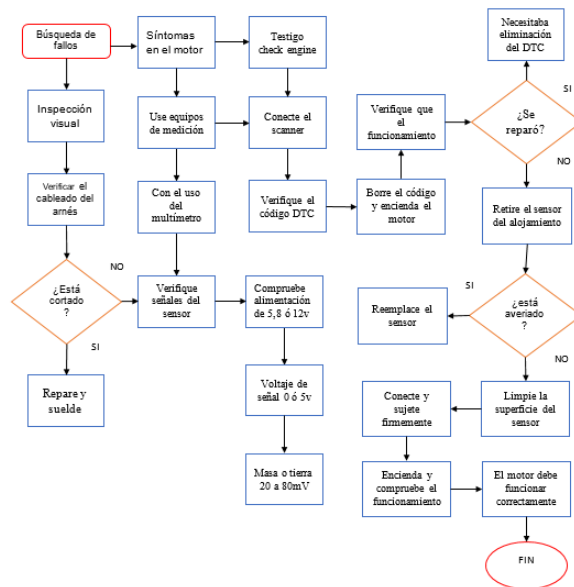 Búsqueda de
fallos
Síntomas
en el motor
Testigo
check engine
Necesitaba
eliminación
del DTC
Inspección
visual
Use equipos
de medición
Conecte el
scanner
Verifique que
el
funcionamiento
¿Se
reparó?
SI
NO
Verificar el
cableado del
arnés
Con el uso
del
multímetro
Verifique el
código DTC
Borre el código
y encienda el
motor
Retire el sensor
del alojamiento
¿Está
cortado
?
NO
SI
Verifique
señales del
sensor
Compruebe
alimentación
de 5,8 ó 12v
Reemplace el
sensor
SI
¿está
averiado
?
NO
Repare y
suelde
Voltaje de
señal 0 ó 5v
Conecte y
sujete
firmemente
Limpie la
superficie del
sensor
Masa o tierra
20 a 80mV
Encienda y
compruebe el
funcionamiento
El motor debe
funcionar
correctamente
FIN